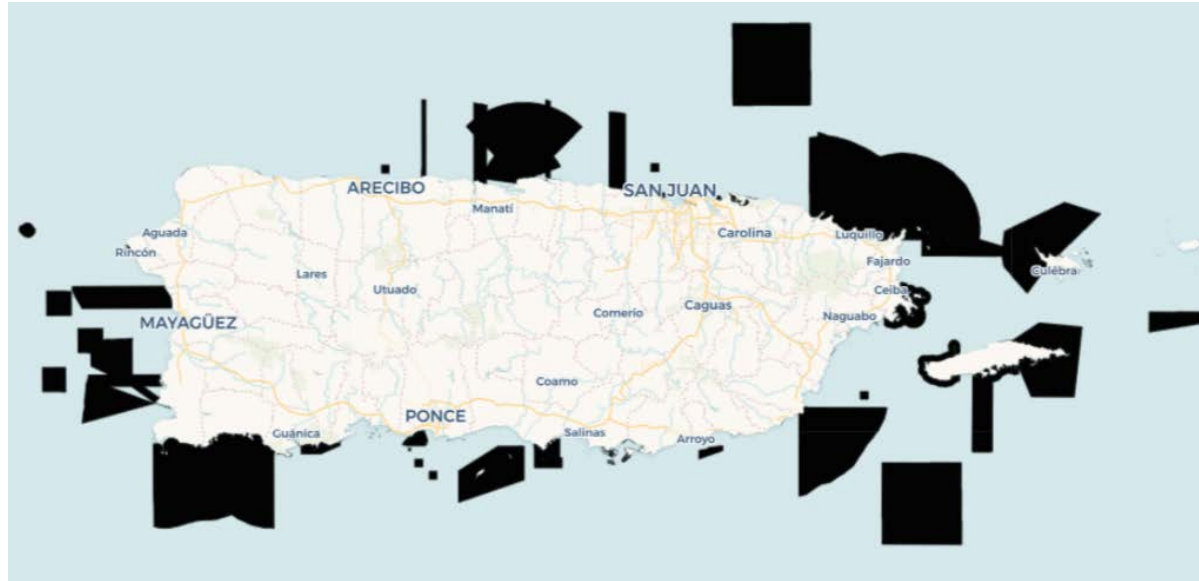 ARECIBO
SAN JUAN
Manatí
Aguada
Carolina
Luquillo
Rincón
Fajardo
Lares
Culebra
Utuado
Ceiba
Caguas
Comerío
Naguabo
MAYAGÜEZ
Coamo
PONCE
Guánica
Salinas
Arroyo